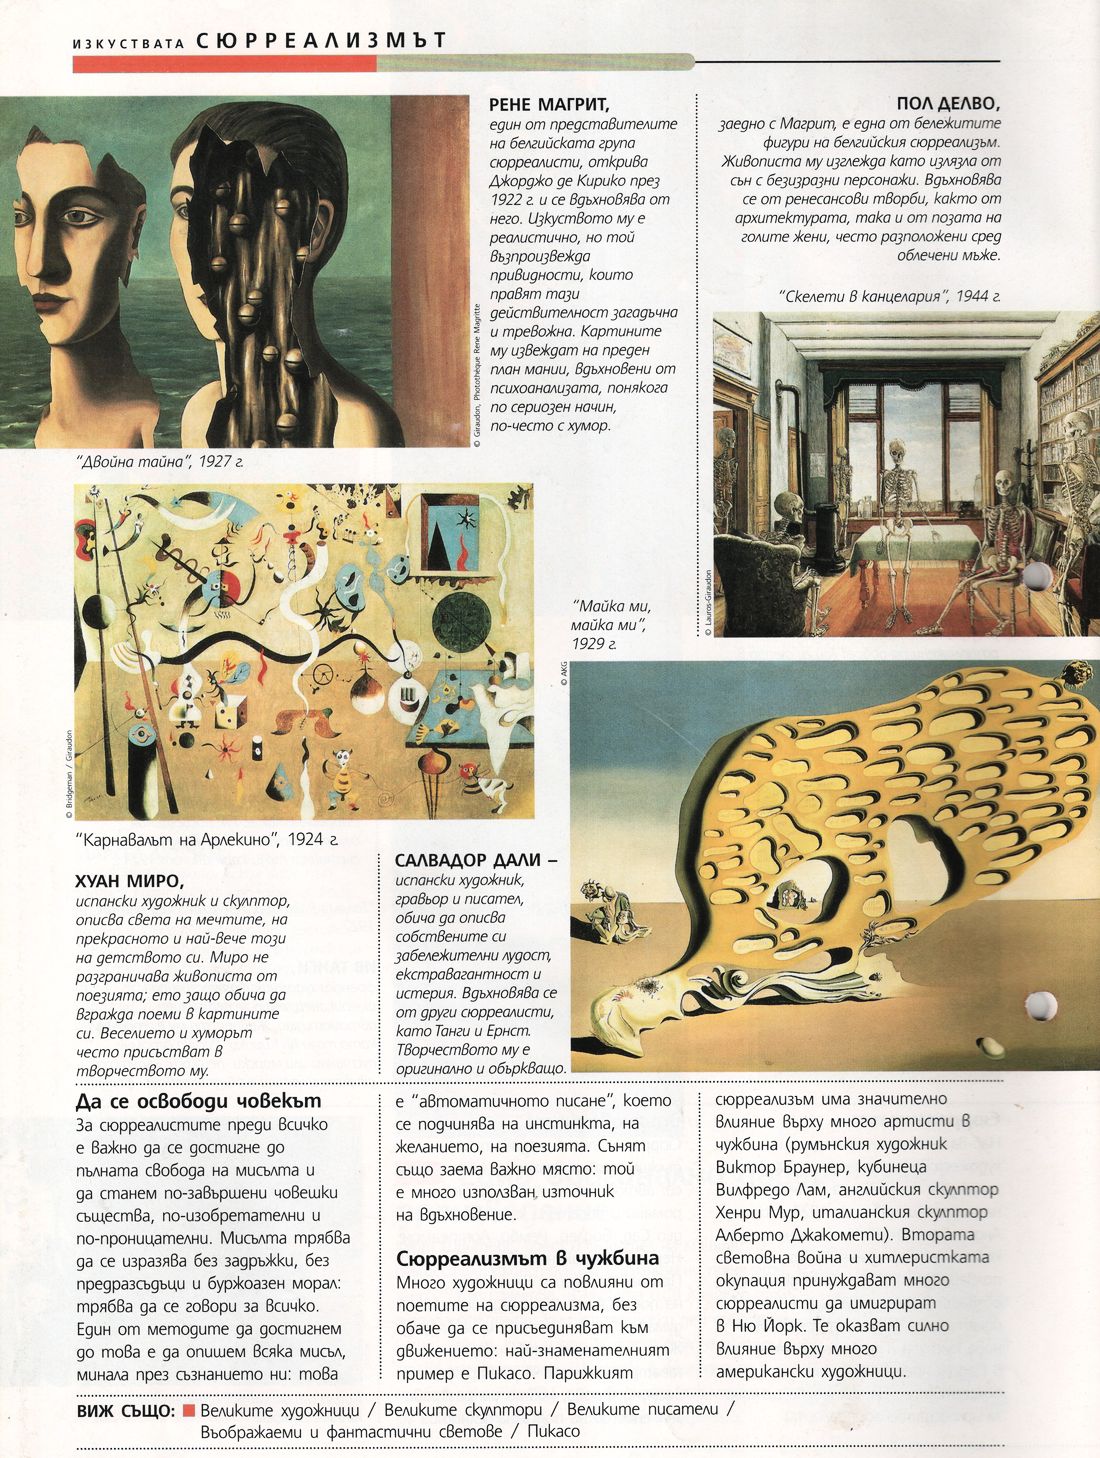 ИЗКУСТВАТА СЮРРЕАЛИЗМЪТ
РЕНЕ МАГРИТ,
един от представителите
на белгийската група
сюрреалисти, открива
Джорджо де Кирико през
1922 г. и се вдъхновява от
него. Изкуството му е
реалистично, но той
възпроизвежда
привидности, които
правят тази
действителност загадъчна
и тревожна. Картините
му извеждат на преден
план мании, вдъхновени от
психоанализата, понякога
по сериозен начин,
по-често с хумор.
© Giraudon, Photothèque Rene Magritte
"Двойна тайна", 1927 г.
ПОЛ ДЕЛВО,
заедно с Магрит, е една от бележитите
фигури на белгийския сюрреализъм.
Живописта му изглежда като излязла от
сън с безизразни персонажи. Вдъхновява
се от ренесансови творби, както от
архитектурата, така и от позата на
голите жени, често разположени сред
облечени мъже.
"Скелети в канцелария", 1944 г.
© Lauros-Giraudon
© Bridgeman / Giraudon
"Карнавалът на Арлекино", 1924 г.
ХУАН МИРО,
испански художник и скулптор,
описва света на мечтите, на
прекрасното и най-вече този
на детството си. Миро не
разграничава живописта от
поезията; ето защо обича да
вгражда поеми в картините
си. Веселието и хуморът
често присъстват в
творчеството му.
"Майка ми,
майка ми",
1929 г.
© AKG
САЛВАДОР ДАЛИ –
испански художник,
гравьор и писател,
обича да описва
собствените си
забележителни лудост,
екстравагантност и
истерия. Вдъхновява се
от други сюрреалисти,
като Танги и Ернст.
Творчеството му е
оригинално и объркващо.
Да се освободи човекът
За сюрреалистите преди всичко
е важно да се достигне до
пълната свобода на мисълта и
да станем по-завършени човешки
същества, по-изобретателни и
по-проницателни. Мисълта трябва
да се изразява без задръжки, без
предразсъдъци и буржоазен морал:
трябва да се говори за всичко.
Един от методите да достигнем
до това е да опишем всяка мисъл,
минала през съзнанието ни: това
е "автоматичното писане", което
се подчинява на инстинкта, на
желанието, на поезията. Сънят
също заема важно място: той
е много използван източник
на вдъхновение.
Сюрреализмът в чужбина
Много художници са повлияни от
поетите на сюрреализма, без
обаче да се присъединяват към
движението: най-знаменателният
пример е Пикасо. Парижкият
сюрреализъм има значително
влияние върху много артисти в
чужбина (румънския художник
Виктор Браунер, кубинеца
Вилфредо Лам, английския скулптор
Хенри Мур, италианския скулптор
Алберто Джакомети). Втората
световна война и хитлеристката
окупация принуждават много
сюрреалисти да имигрират
в Ню Йорк. Те оказват силно
влияние върху много
американски художници.
ВИЖ СЪЩО: Великите художници / Великите скулптори / Великите писатели /
Въображаеми и фантастични светове / Пикасо